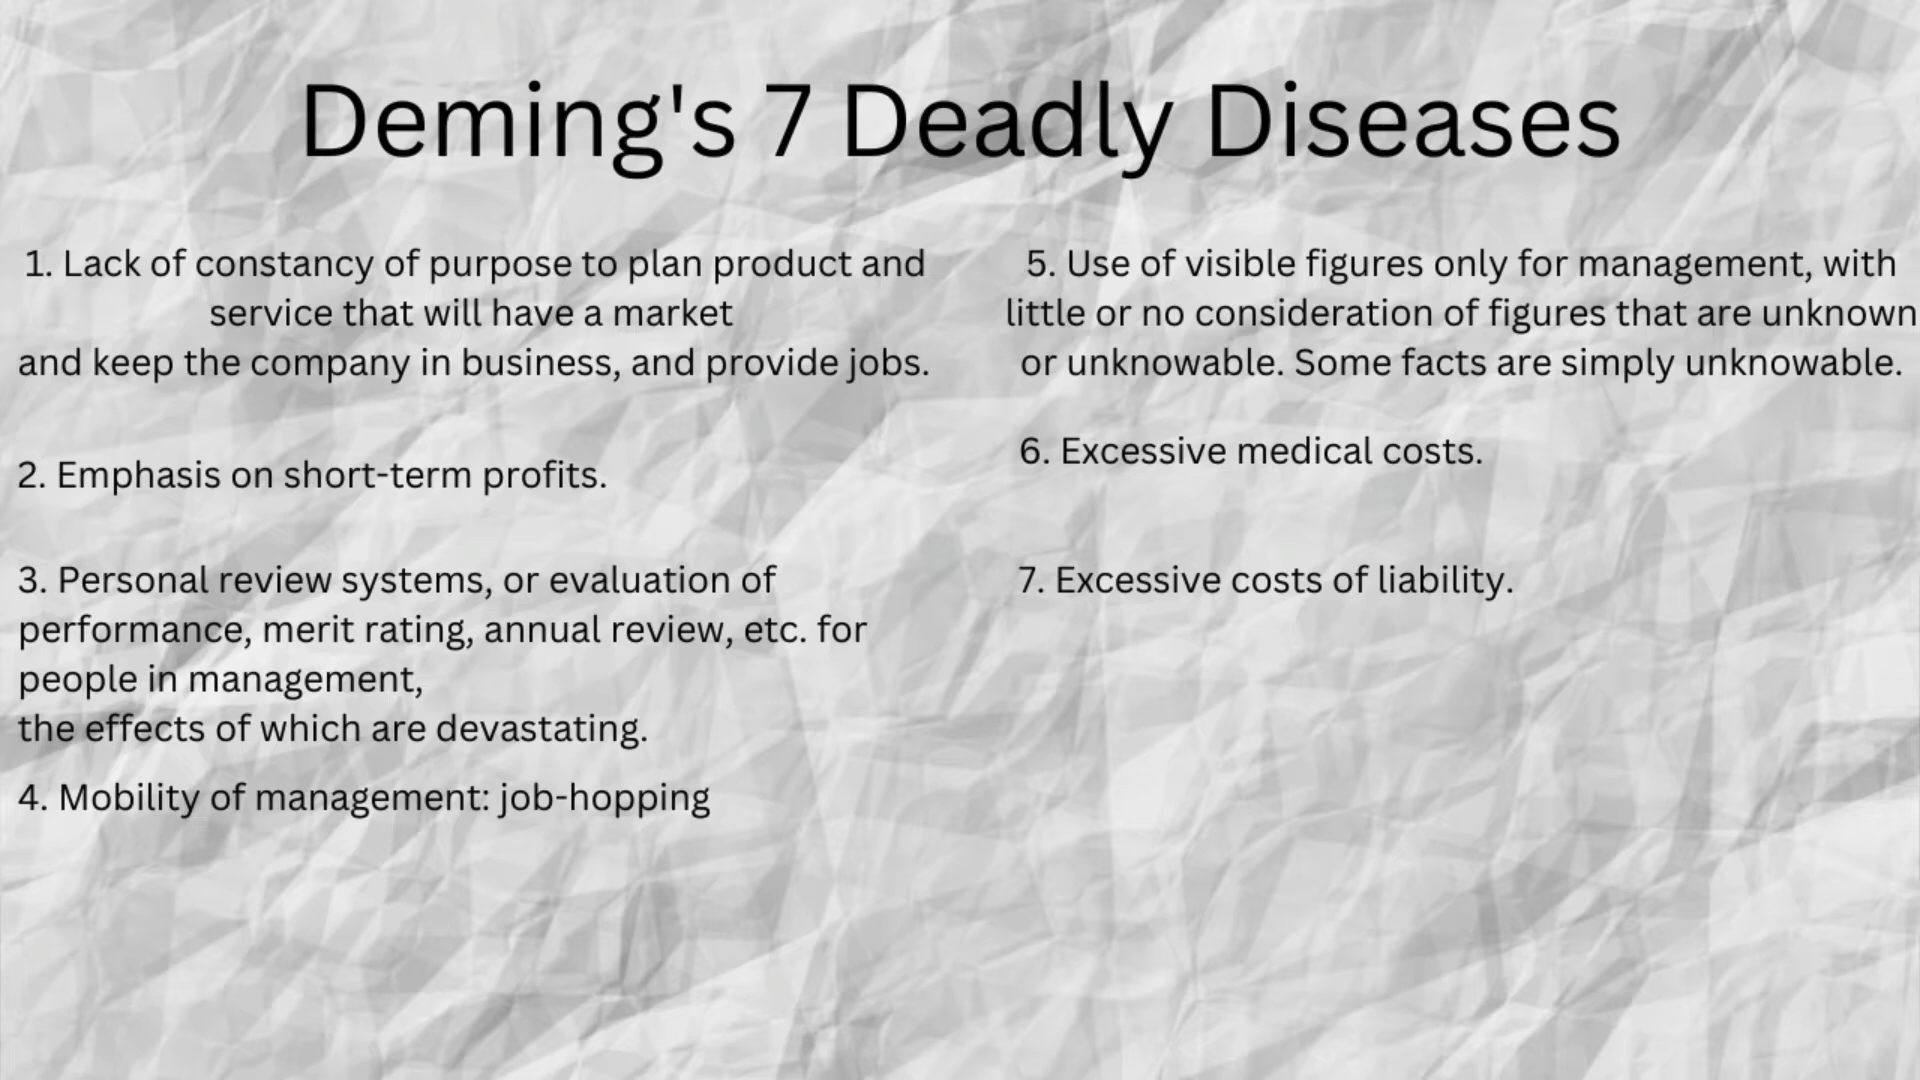 Deming's 7 Deadly Diseases
1. Lack of constancy of purpose to plan product and
service that will have a market
and keep the company in business, and provide jobs.
2. Emphasis on short-term profits.
3. Personal review systems, or evaluation of
performance, merit rating, annual review, etc. for
people in management,
the effects of which are devastating.
4. Mobility of management: job-hopping
5. Use of visible figures only for management, with
little or no consideration of figures that are unknown
or unknowable. Some facts are simply unknowable.
6. Excessive medical costs.
7. Excessive costs of liability.